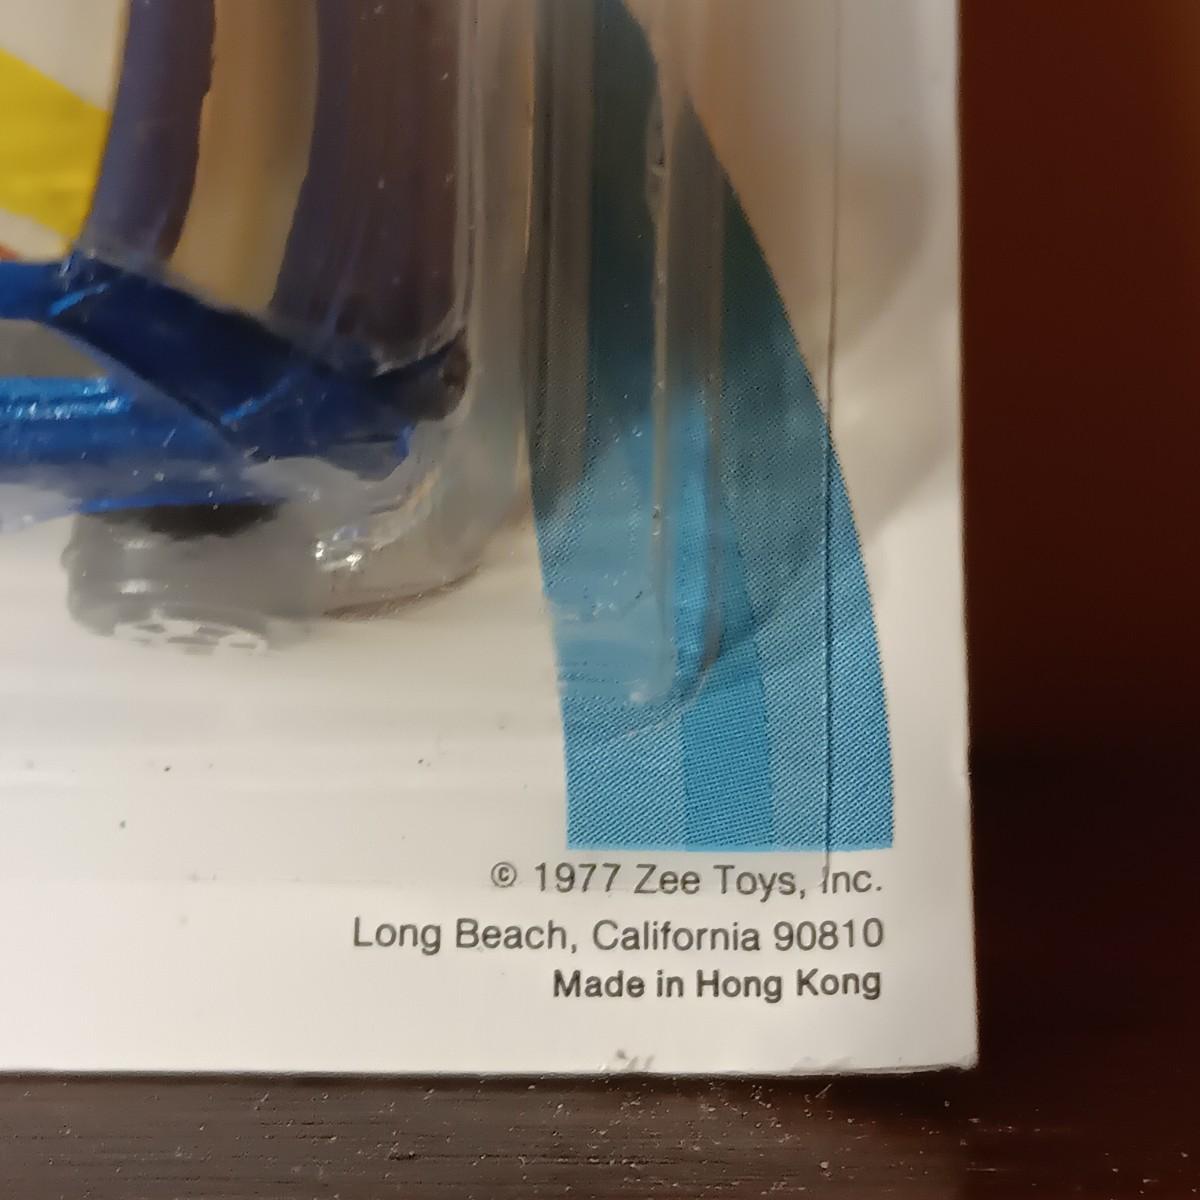 © 1977 Zee Toys, Inc.
Long Beach, California 90810
Made in Hong Kong